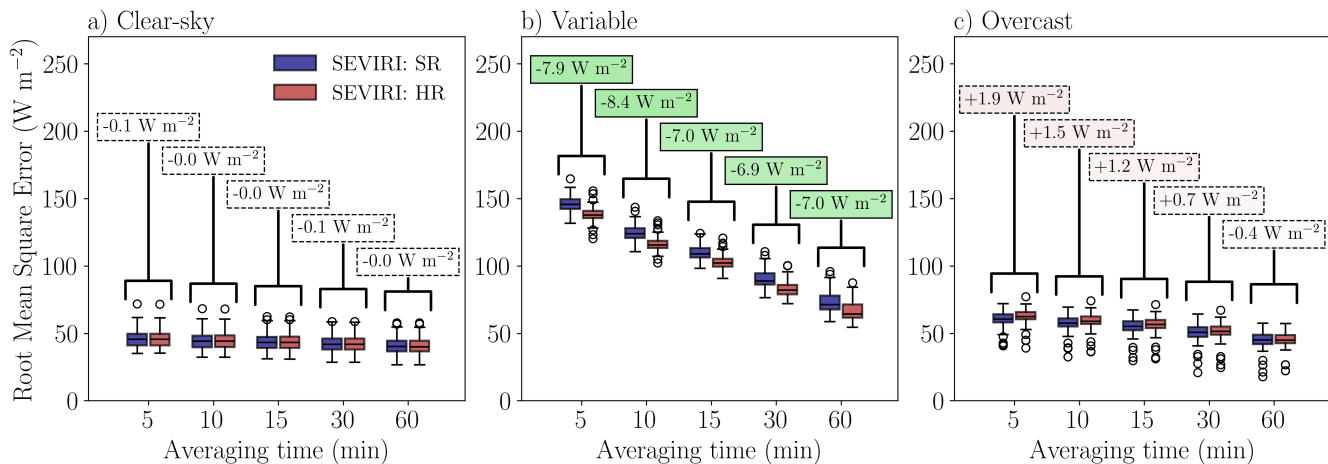 a) Clear-sky
Root Mean Square Error (W m−2)
250
200
150
100
50
0
SEVIRI: SR
SEVIRI: HR
-0.1 W m−2
-0.0 W m−2
-0.0 W m−2
-0.1 W m−2
-0.0 W m−2
5 10 15 30 60
Averaging time (min)
b) Variable
250
200
150
100
50
0
-7.9 W m−2
-8.4 W m−2
-7.0 W m−2
-6.9 W m−2
-7.0 W m−2
5 10 15 30 60
Averaging time (min)
c) Overcast
250
200
150
100
50
0
+1.9 W m−2
+1.5 W m−2
+1.2 W m−2
+0.7 W m−2
-0.4 W m−2
5 10 15 30 60
Averaging time (min)